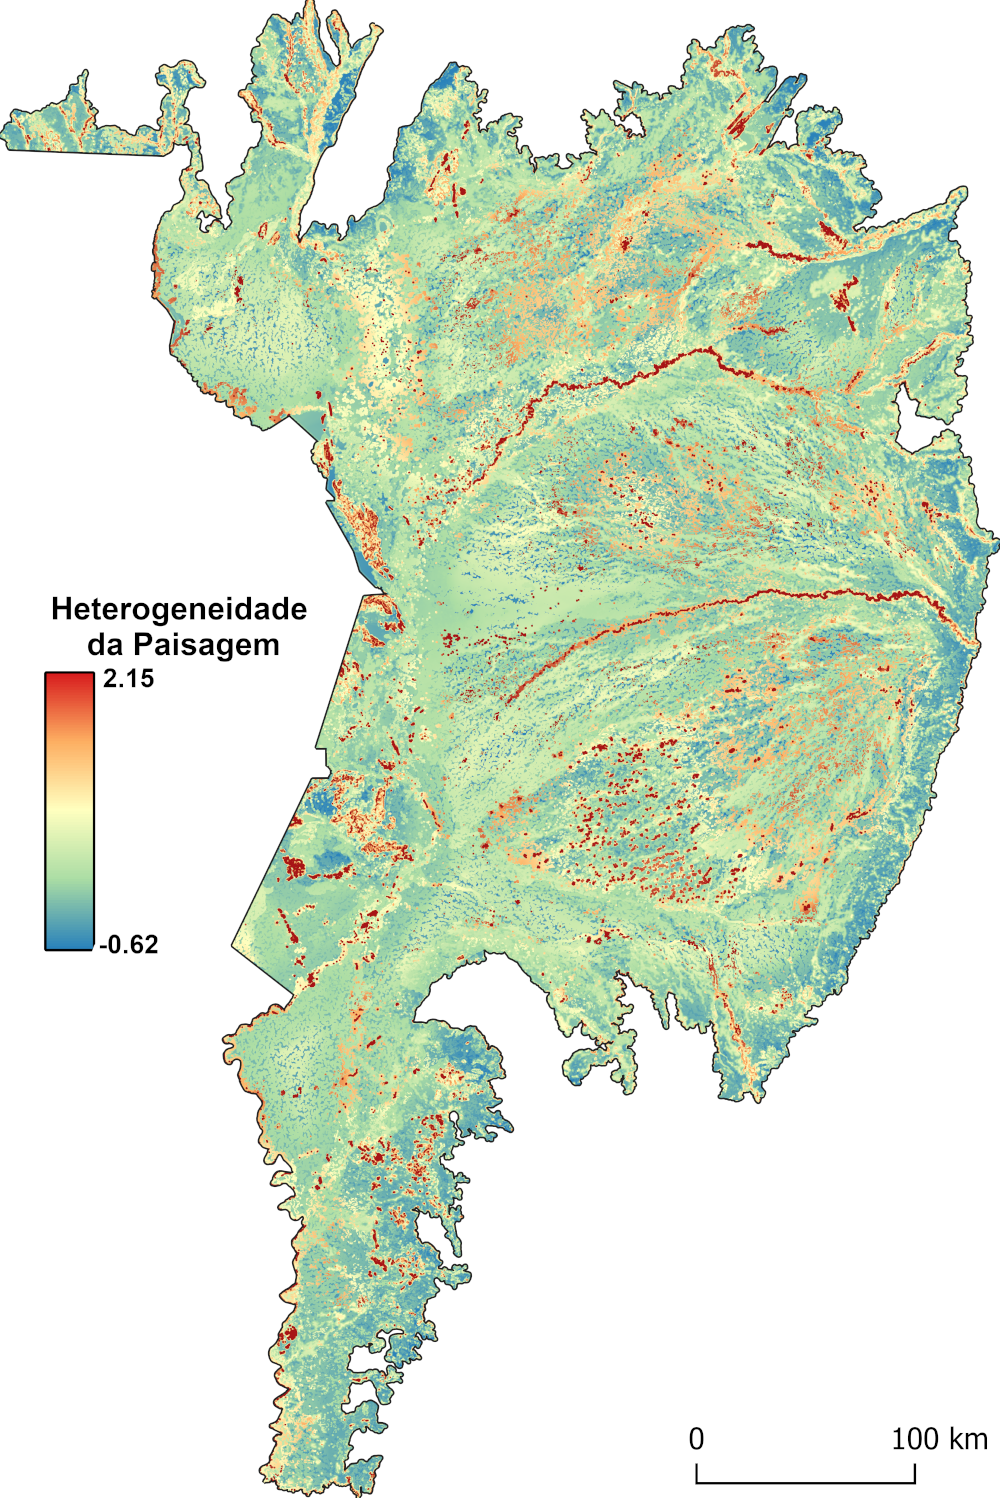 Heterogeneidade
da Paisagem
2.15
-0.62
0 100 km